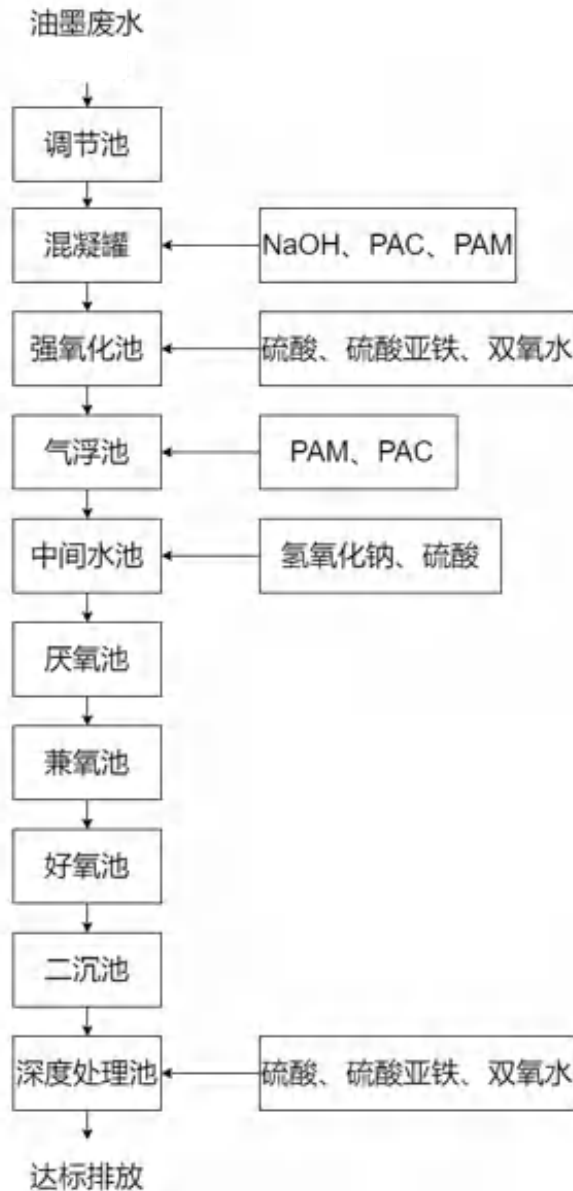 油墨废水
调节池
混凝罐
NaOH、PAC、PAM
强氧化池
硫酸、硫酸亚铁、双氧水
气浮池
PAM、PAC
中间水池
氢氧化钠、硫酸
厌氧池
兼氧池
好氧池
二沉池
深度处理池
硫酸、硫酸亚铁、双氧水
达标排放